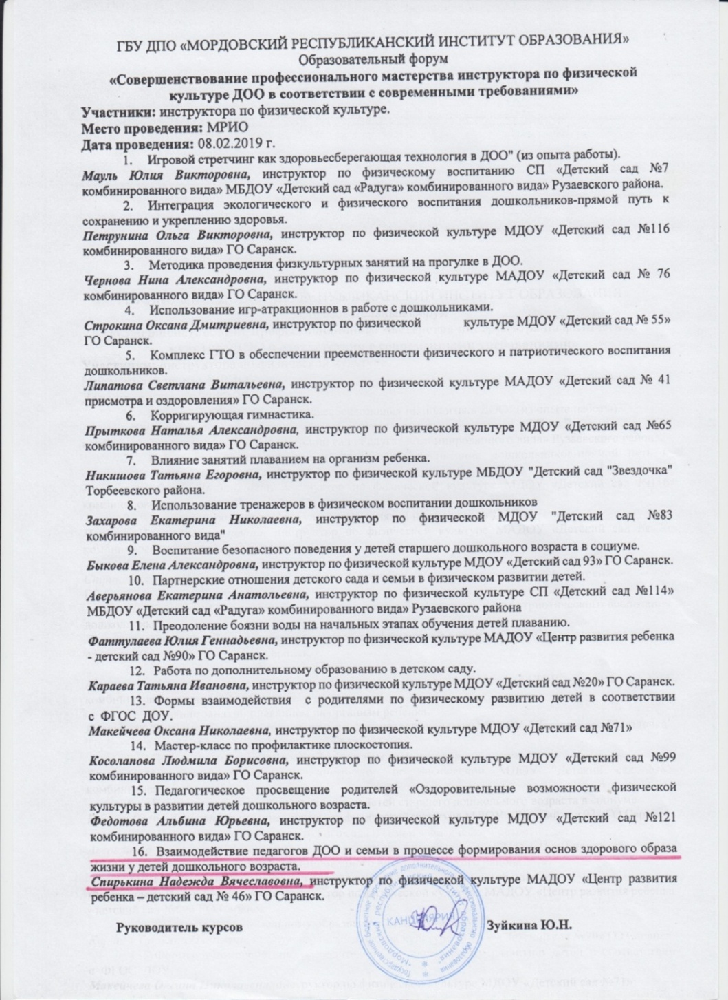 ГБУ ДПО «МОРДОВСКИЙ РЕСПУБЛИКАНСКИЙ ИНСТИТУТ ОБРАЗОВАНИЯ»
Образовательный форум
«Совершенствование профессионального мастерства инструктора по физической
культуре ДОО в соответствии с современными требованиями»
Участники: инструктора по физической культуре.
Место проведения: МРИО
Дата проведения: 08.02.2019 г.
1. Игровой стретчинг как здоровьесберегающая технология в ДОО" (из опыта работы).
Мауль Юлия Викторовна, инструктор по физическому воспитанию СП «Детский сад №7
комбинированного вида» МБДОУ «Детский сад «Радуга» комбинированного вида» Рузаевского района.
2. Интеграция экологического и физического воспитания дошкольников-прямой путь к
сохранению и укреплению здоровья.
Петрунина Ольга Викторовна, инструктор по физической культуре МДОУ «Детский сад №116
комбинированного вида» ГО Саранск.
3. Методика проведения физкультурных занятий на прогулке в ДОО.
Чернова Нина Александровна, инструктор по физической культуре МАДОУ «Детский сад № 76
комбинированного вида» ГО Саранск.
4. Использование игр-атракционнов в работе с дошкольниками.
Строкина Оксана Дмитриевна, инструктор по физической культуре МДОУ «Детский сад № 55»
ГО Саранск.
5. Комплекс ГТО в обеспечении преемственности физического и патриотического воспитания
дошкольников.
Липатова Светлана Витальевна, инструктор по физической культуре МАДОУ «Детский сад № 41
присмотра и оздоровления» ГО Саранск.
6. Корригирующая гимнастика.
Прыткова Наталья Александровна, инструктор по физической культуре МДОУ «Детский сад №65
комбинированного вида» ГО Саранск.
7. Влияние занятий плаванием на организм ребенка.
Никишова Татьяна Егоровна, инструктор по физической культуре МБДОУ "Детский сад "Звездочка"
Торбеевского района.
8. Использование тренажеров в физическом воспитании дошкольников
Захарова Екатерина Николаевна, инструктор по физической МДОУ "Детский сад №83
комбинированного вида"
9. Воспитание безопасного поведения у детей старшего дошкольного возраста в социуме.
Быкова Елена Александровна, инструктор по физической культуре МДОУ «Детский сад 93» ГО Саранск.
10. Партнерские отношения детского сада и семьи в физическом развитии детей.
Аверьянова Екатерина Анатольевна, инструктор по физической культуре СП «Детский сад №114»
МБДОУ «Детский сад «Радуга» комбинированного вида» Рузаевского района
11. Преодоление боязни воды на начальных этапах обучения детей плаванию.
Фаттулаева Юлия Геннадьевна, инструктор по физической культуре МАДОУ «Центр развития ребенка
- детский сад №90» ГО Саранск.
12. Работа по дополнительному образованию в детском саду.
Караева Татьяна Ивановна, инструктор по физической культуре МДОУ «Детский сад №20» ГО Саранск.
13. Формы взаимодействия с родителями по физическому развитию детей в соответствии
с ФГОС ДОУ.
Макейчева Оксана Николаевна, инструктор по физической культуре МДОУ «Детский сад №71»
14. Мастер-класс по профилактике плоскостопия.
Косолапова Людмила Борисовна, инструктор по физической культуре МДОУ «Детский сад №99
комбинированного вида» ГО Саранск.
15. Педагогическое просвещение родителей «Оздоровительные возможности физической
культуры в развитии детей дошкольного возраста.
Федотова Альбина Юрьевна, инструктор по физической культуре МДОУ «Детский сад №121
комбинированного вида» ГО Саранск.
16. Взаимодействие педагогов ДОО и семьи в процессе формирования основ здорового образа
жизни у детей дошкольного возраста.
Спирькина Надежда Вячеславовна, инструктор по физической культуре МАДОУ «Центр развития
ребенка – детский сад № 46» ГО Саранск.
Руководитель курсов Зуйкина Ю.Н.
КАНЦЕЛЯРИЯ